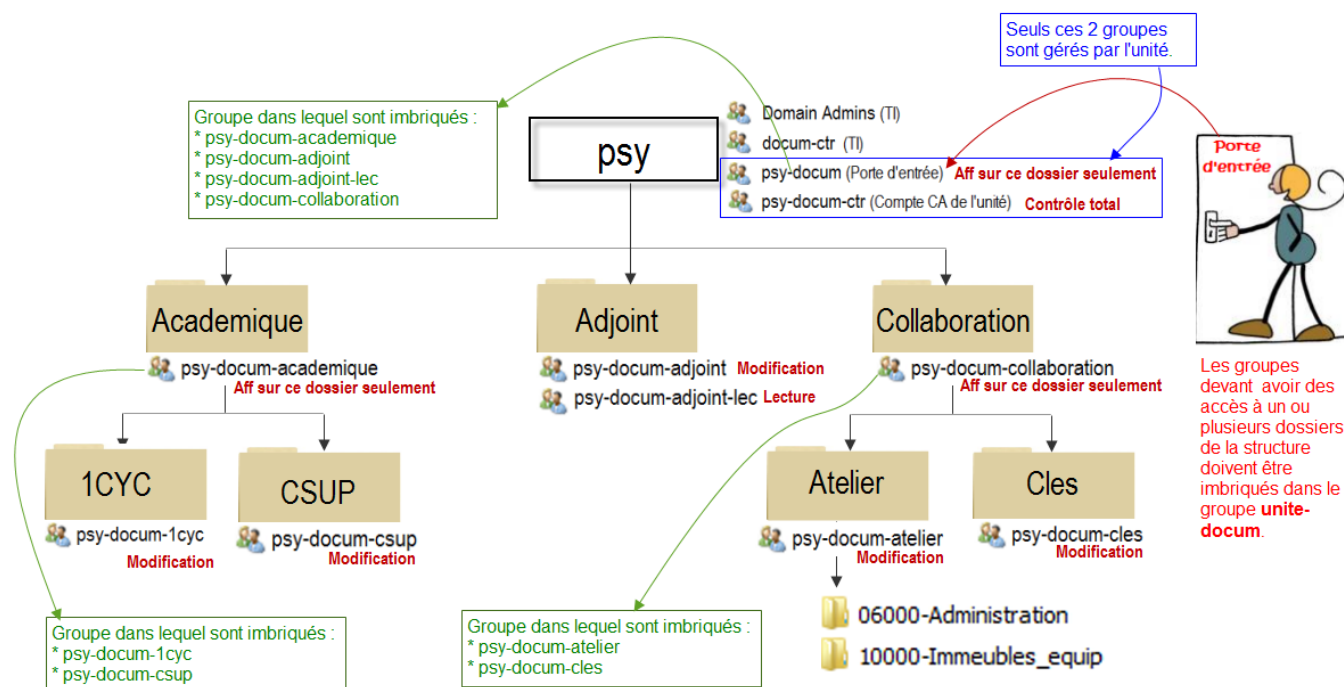 Seuls ces 2 groupes
sont gérés par l'unité.
Groupe dans lequel sont imbriqués :
* psy-docum-academique
* psy-docum-adjoint
* psy-docum-adjoint-lec
* psy-docum-collaboration
psy
Domain Admins (TI)
docum-ctr (TI)
psy-docum (Porte d'entrée) Aff sur ce dossier seulement
psy-docum-ctr (Compte CA de l'unité) Contrôle total
Porte
d'entrée
Academique
psy-docum-academique
Aff sur ce dossier seulement
Adjoint
psy-docum-adjoint Modification
psy-docum-adjoint-lec Lecture
Collaboration
psy-docum-collaboration
Aff sur ce dossier seulement
Les groupes
devant avoir des
accès à un ou
plusieurs dossiers
de la structure
doivent être
imbriqués dans le
groupe unite-
docum.
1CYC
psy-docum-1cyc
Modification
CSUP
psy-docum-csup
Modification
Atelier
psy-docum-atelier
Modification
Cles
psy-docum-cles
Modification
06000-Administration
10000-Immeubles_equip
Groupe dans lequel sont imbriqués :
* psy-docum-1cyc
* psy-docum-csup
Groupe dans lequel sont imbriqués :
* psy-docum-atelier
* psy-docum-cles